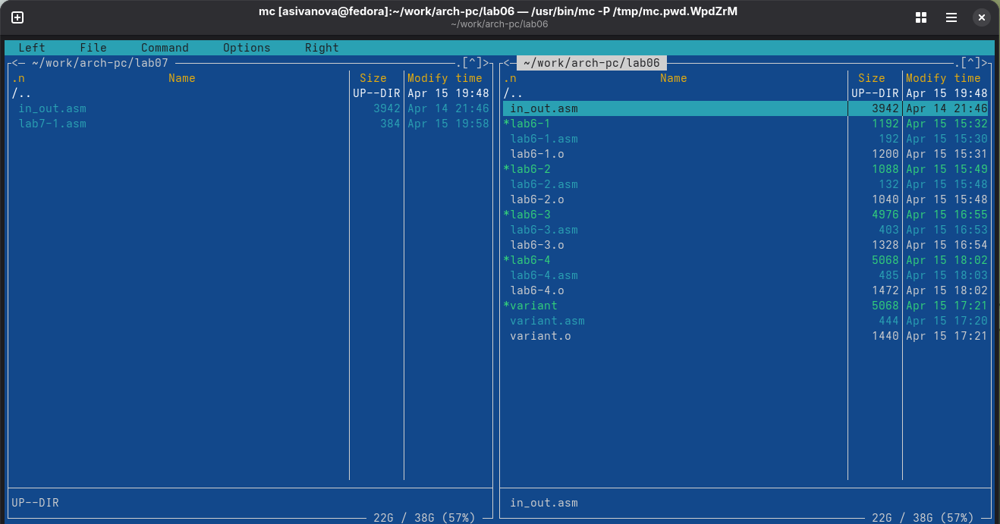 mc [asivanova@fedora]:~/work/arch-pc/lab06 — /usr/bin/mc -P /tmp/mc.pwd.WpdZrM
~/work/arch-pc/lab06
Left File Command Options Right
<— ~/work/arch-pc/lab07 .[^]>
.n Name Size Modify time
/.. UP--DIR Apr 15 19:48
in_out.asm 3942 Apr 14 21:46
lab7-1.asm 384 Apr 15 19:58
UP--DIR
22G / 38G (57%)
<— ~/work/arch-pc/lab06 .[^]>
.n Name Size Modify time
/.. UP--DIR Apr 15 19:48
in_out.asm 3942 Apr 14 21:46
*lab6-1 1192 Apr 15 15:32
lab6-1.asm 192 Apr 15 15:30
lab6-1.o 1200 Apr 15 15:31
*lab6-2 1088 Apr 15 15:49
lab6-2.asm 132 Apr 15 15:48
lab6-2.o 1040 Apr 15 15:48
*lab6-3 4976 Apr 15 16:55
lab6-3.asm 403 Apr 15 16:53
lab6-3.o 1328 Apr 15 16:54
*lab6-4 5068 Apr 15 18:02
lab6-4.asm 485 Apr 15 18:03
lab6-4.o 1472 Apr 15 18:02
*variant 5068 Apr 15 17:21
variant.asm 444 Apr 15 17:20
variant.o 1440 Apr 15 17:21
in_out.asm
22G / 38G (57%)